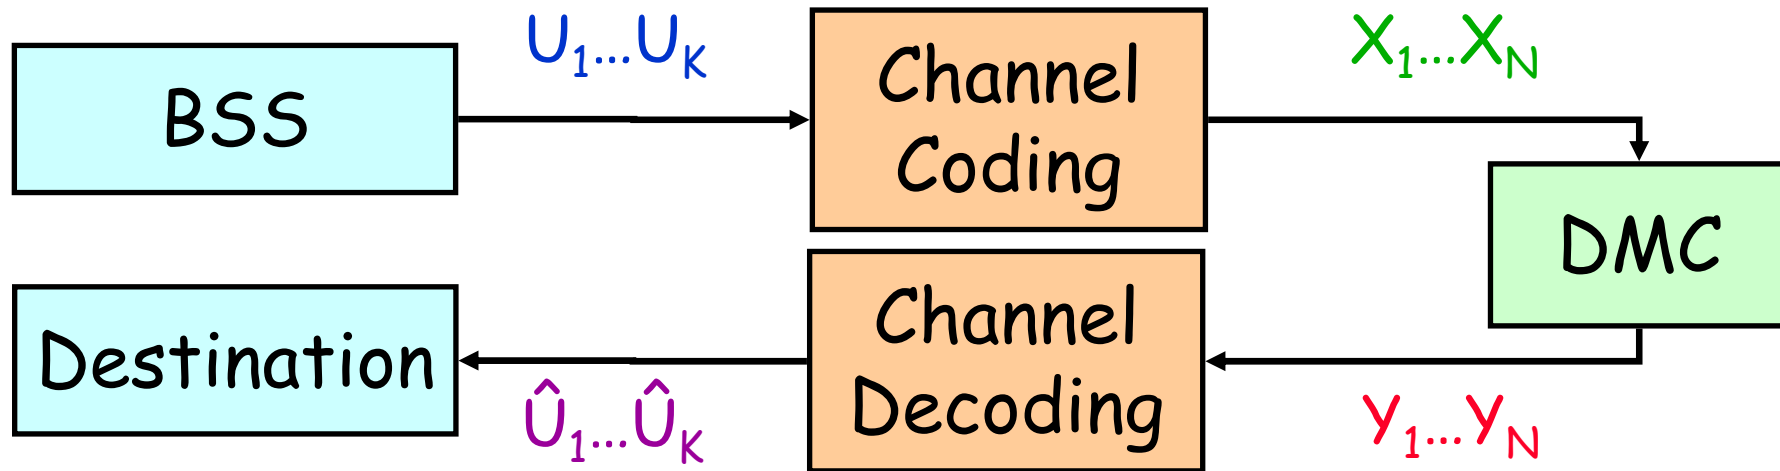 BSS
U₁...U_K
Channel
Coding
X₁...X_N
DMC
Destination
Û₁...Û_K
Channel
Decoding
Y₁...Y_N